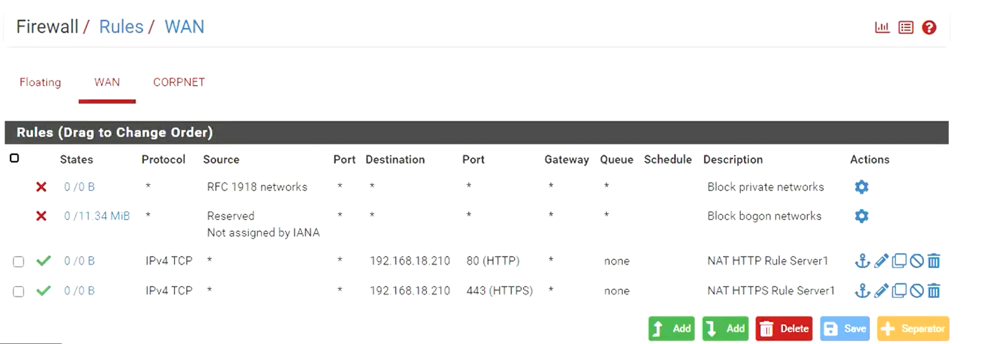 Firewall / Rules / WAN
Floating WAN CORPNET
Rules (Drag to Change Order)
States Protocol Source Port Destination Port Gateway Queue Schedule Description Actions
0 /0 B * RFC 1918 networks * * * * * Block private networks
0 /11.34 MiB * Reserved * * * * * Block bogon networks
Not assigned by IANA
0 /0 B IPv4 TCP * * 192.168.18.210 80 (HTTP) * none NAT HTTP Rule Server1
0 /0 B IPv4 TCP * * 192.168.18.210 443 (HTTPS) * none NAT HTTPS Rule Server1
Add Add Delete Save Separator